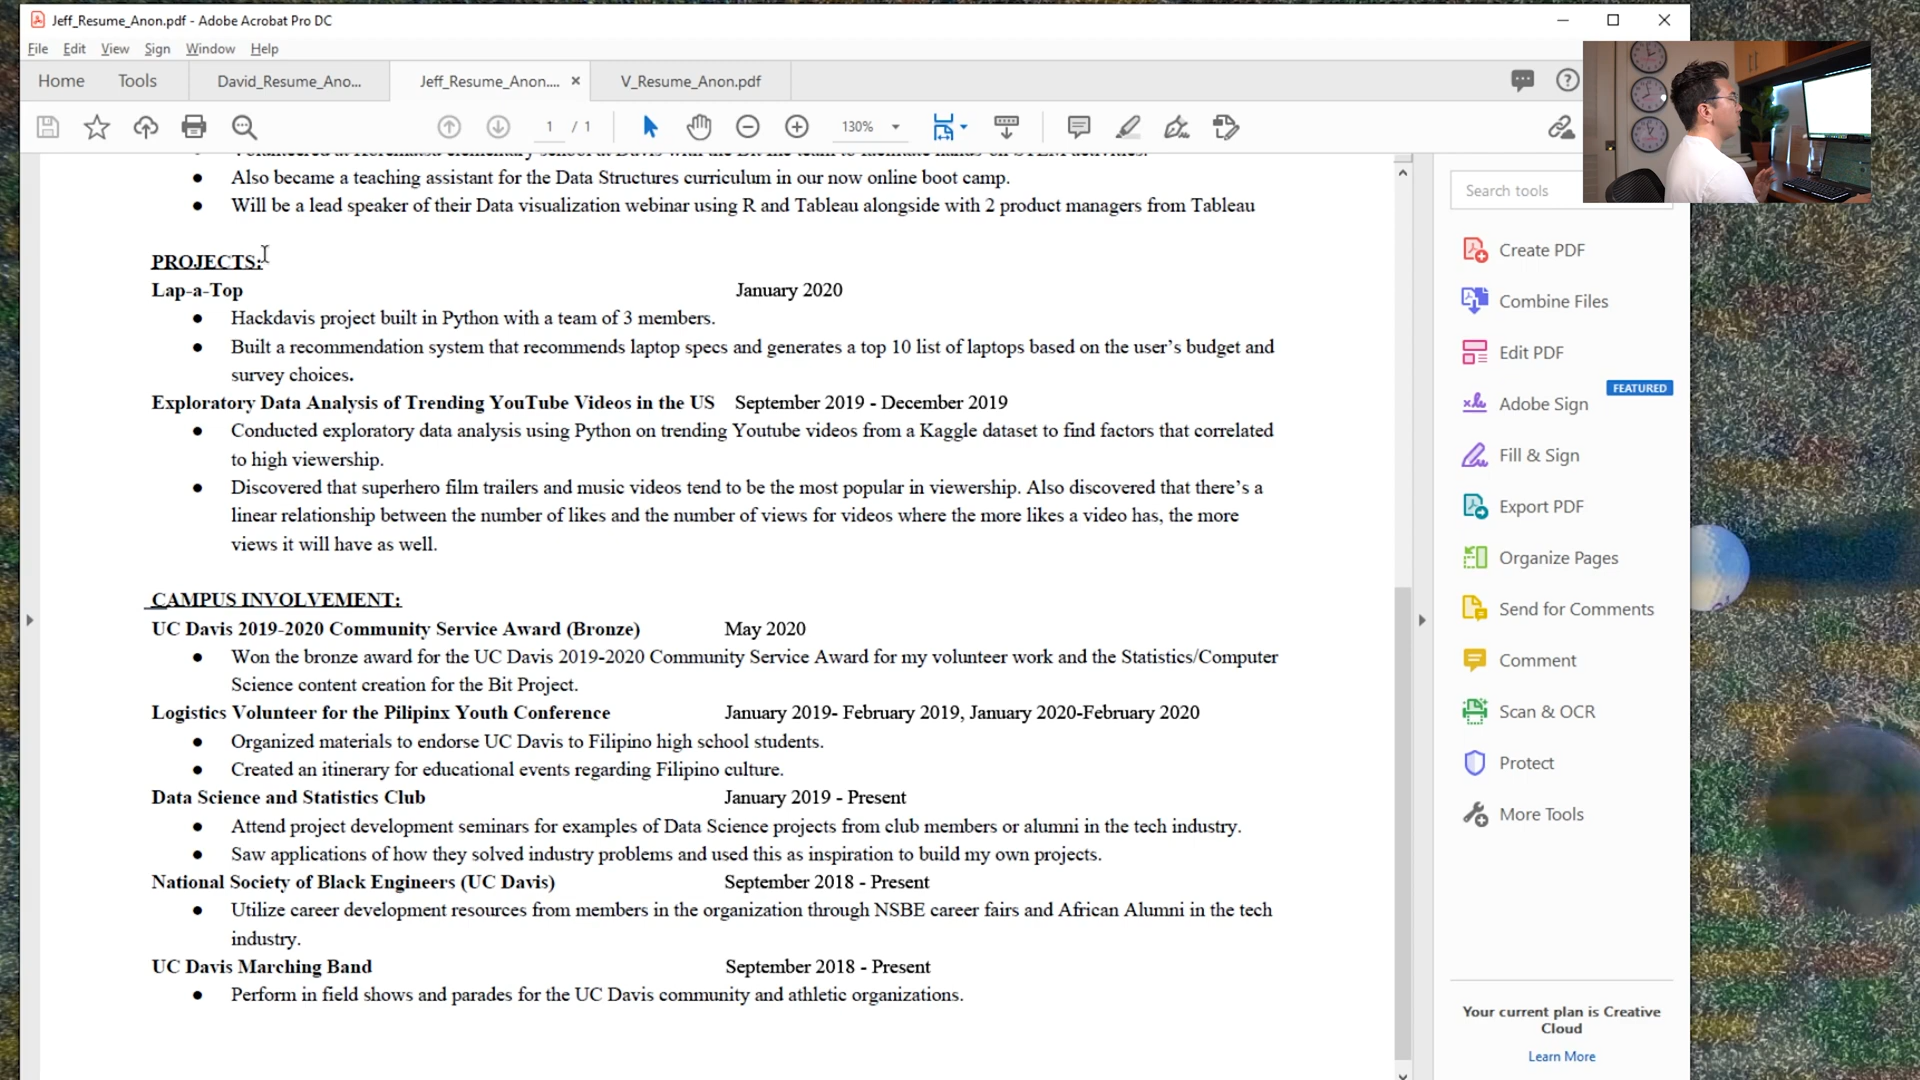 Jeff_Resume_Anon.pdf - Adobe Acrobat Pro DC
File Edit View Sign Window Help
Home Tools David_Resume_Ano... Jeff_Resume_Anon.... × V_Resume_Anon.pdf
1 / 1 130%
Volunteered at Korematsu elementary school at Davis with the Bit the team to facilitate hands-on STEM activities.
● Also became a teaching assistant for the Data Structures curriculum in our now online boot camp.
● Will be a lead speaker of their Data visualization webinar using R and Tableau alongside with 2 product managers from Tableau
PROJECTS:
Lap-a-Top January 2020
● Hackdavis project built in Python with a team of 3 members.
● Built a recommendation system that recommends laptop specs and generates a top 10 list of laptops based on the user's budget and
survey choices.
Exploratory Data Analysis of Trending YouTube Videos in the US September 2019 - December 2019
● Conducted exploratory data analysis using Python on trending Youtube videos from a Kaggle dataset to find factors that correlated
to high viewership.
● Discovered that superhero film trailers and music videos tend to be the most popular in viewership. Also discovered that there's a
linear relationship between the number of likes and the number of views for videos where the more likes a video has, the more
views it will have as well.
CAMPUS INVOLVEMENT:
UC Davis 2019-2020 Community Service Award (Bronze) May 2020
● Won the bronze award for the UC Davis 2019-2020 Community Service Award for my volunteer work and the Statistics/Computer
Science content creation for the Bit Project.
Logistics Volunteer for the Pilipinx Youth Conference January 2019- February 2019, January 2020-February 2020
● Organized materials to endorse UC Davis to Filipino high school students.
● Created an itinerary for educational events regarding Filipino culture.
Data Science and Statistics Club January 2019 - Present
● Attend project development seminars for examples of Data Science projects from club members or alumni in the tech industry.
● Saw applications of how they solved industry problems and used this as inspiration to build my own projects.
National Society of Black Engineers (UC Davis) September 2018 - Present
● Utilize career development resources from members in the organization through NSBE career fairs and African Alumni in the tech
industry.
UC Davis Marching Band September 2018 - Present
● Perform in field shows and parades for the UC Davis community and athletic organizations.
Search tools
Create PDF
Combine Files
Edit PDF
FEATURED
Adobe Sign
Fill & Sign
Export PDF
Organize Pages
Send for Comments
Comment
Scan & OCR
Protect
More Tools
Your current plan is Creative
Cloud
Learn More